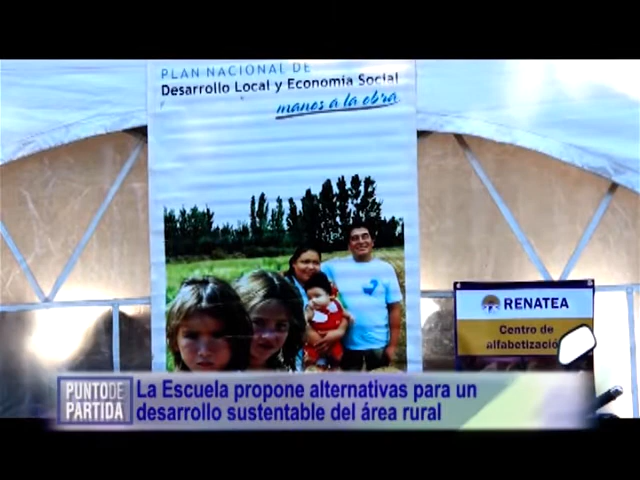 PLAN NACIONAL DE
Desarrollo Local y Economía Social
manos a la obra
RENATEA
Centro de
alfabetizació
PUNTO DE
PARTIDA
La Escuela propone alternativas para un
desarrollo sustentable del área rural